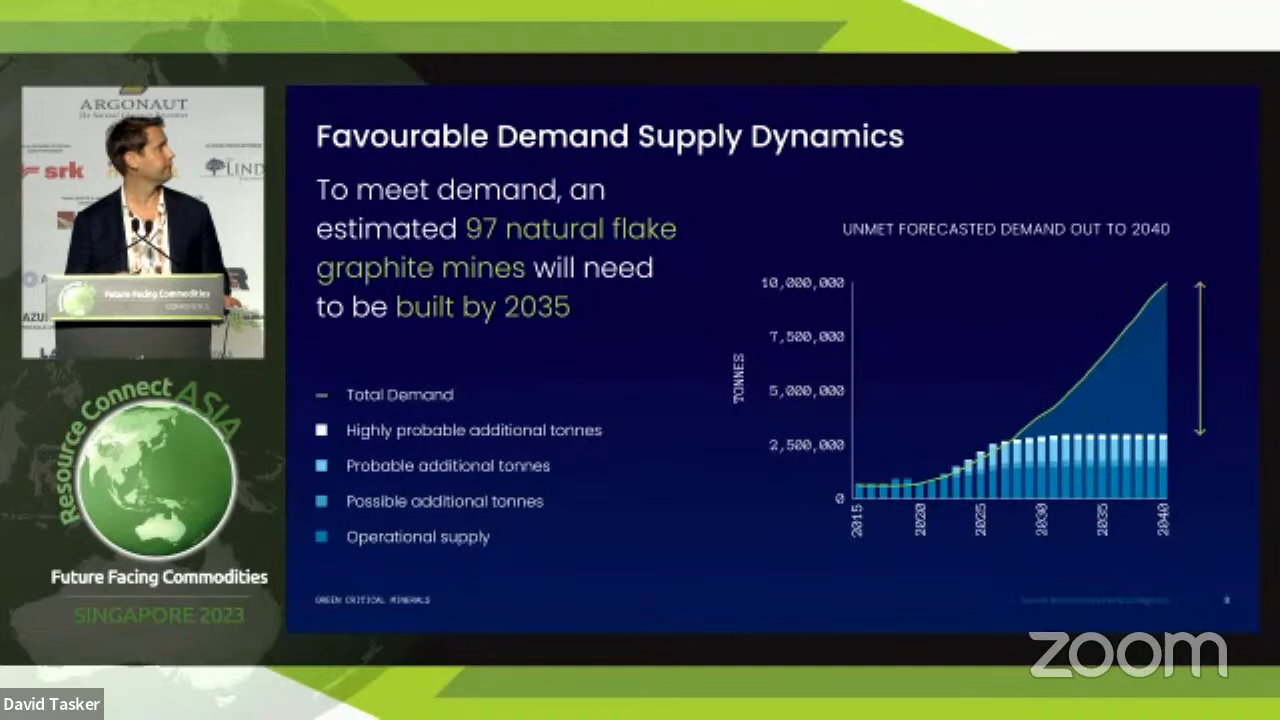 ARGONAUT
srk
LIND
Future Facing Commodities
CONFERENCE
Resource Connect ASIA
Future Facing Commodities
SINGAPORE 2023
Favourable Demand Supply Dynamics
To meet demand, an
estimated 97 natural flake
graphite mines will need
to be built by 2035
Total Demand
Highly probable additional tonnes
Probable additional tonnes
Possible additional tonnes
Operational supply
GREEN CRITICAL MINERALS
UNMET FORECASTED DEMAND OUT TO 2040
TONNES
10,000,000
7,500,000
5,000,000
2,500,000
0
2015
2020
2025
2030
2035
2040
zoom
David Tasker